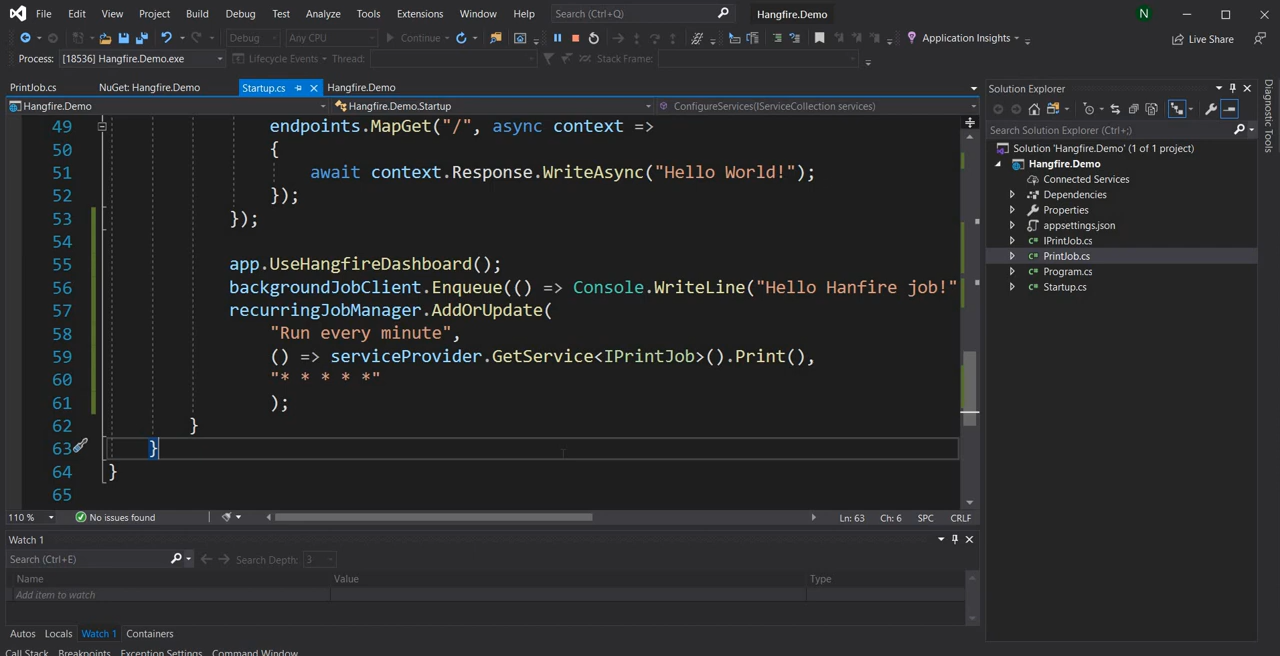 File Edit View Project Build Debug Test Analyze Tools Extensions Window Help Search (Ctrl+Q) Hangfire.Demo N
Debug Any CPU Continue Application Insights Live Share
Process: [18536] Hangfire.Demo.exe Lifecycle Events Thread: Stack Frame:
PrintJob.cs NuGet: Hangfire.Demo Startup.cs Hangfire.Demo
Hangfire.Demo Hangfire.Demo.Startup ConfigureServices(IServiceCollection services)
49 endpoints.MapGet("/", async context =>
50 {
51 await context.Response.WriteAsync("Hello World!");
52 });
53 });
54
55 app.UseHangfireDashboard();
56 backgroundJobClient.Enqueue(() => Console.WriteLine("Hello Hanfire job!"
57 recurringJobManager.AddOrUpdate(
58 "Run every minute",
59 () => serviceProvider.GetService<IPrintJob>().Print(),
60 "* * * * *"
61 );
62 }
63 }
64 }
65
110 % No issues found Ln: 63 Ch: 6 SPC CRLF
Watch 1
Search (Ctrl+E) Search Depth: 3
Name Value Type
Add item to watch
Autos Locals Watch 1 Containers
Call Stack Breakpoints Exception Settings Command Window
Solution Explorer
Search Solution Explorer (Ctrl+;)
Solution 'Hangfire.Demo' (1 of 1 project)
Hangfire.Demo
Connected Services
Dependencies
Properties
appsettings.json
C# IPrintJob.cs
C# PrintJob.cs
C# Program.cs
C# Startup.cs
Diagnostic Tools